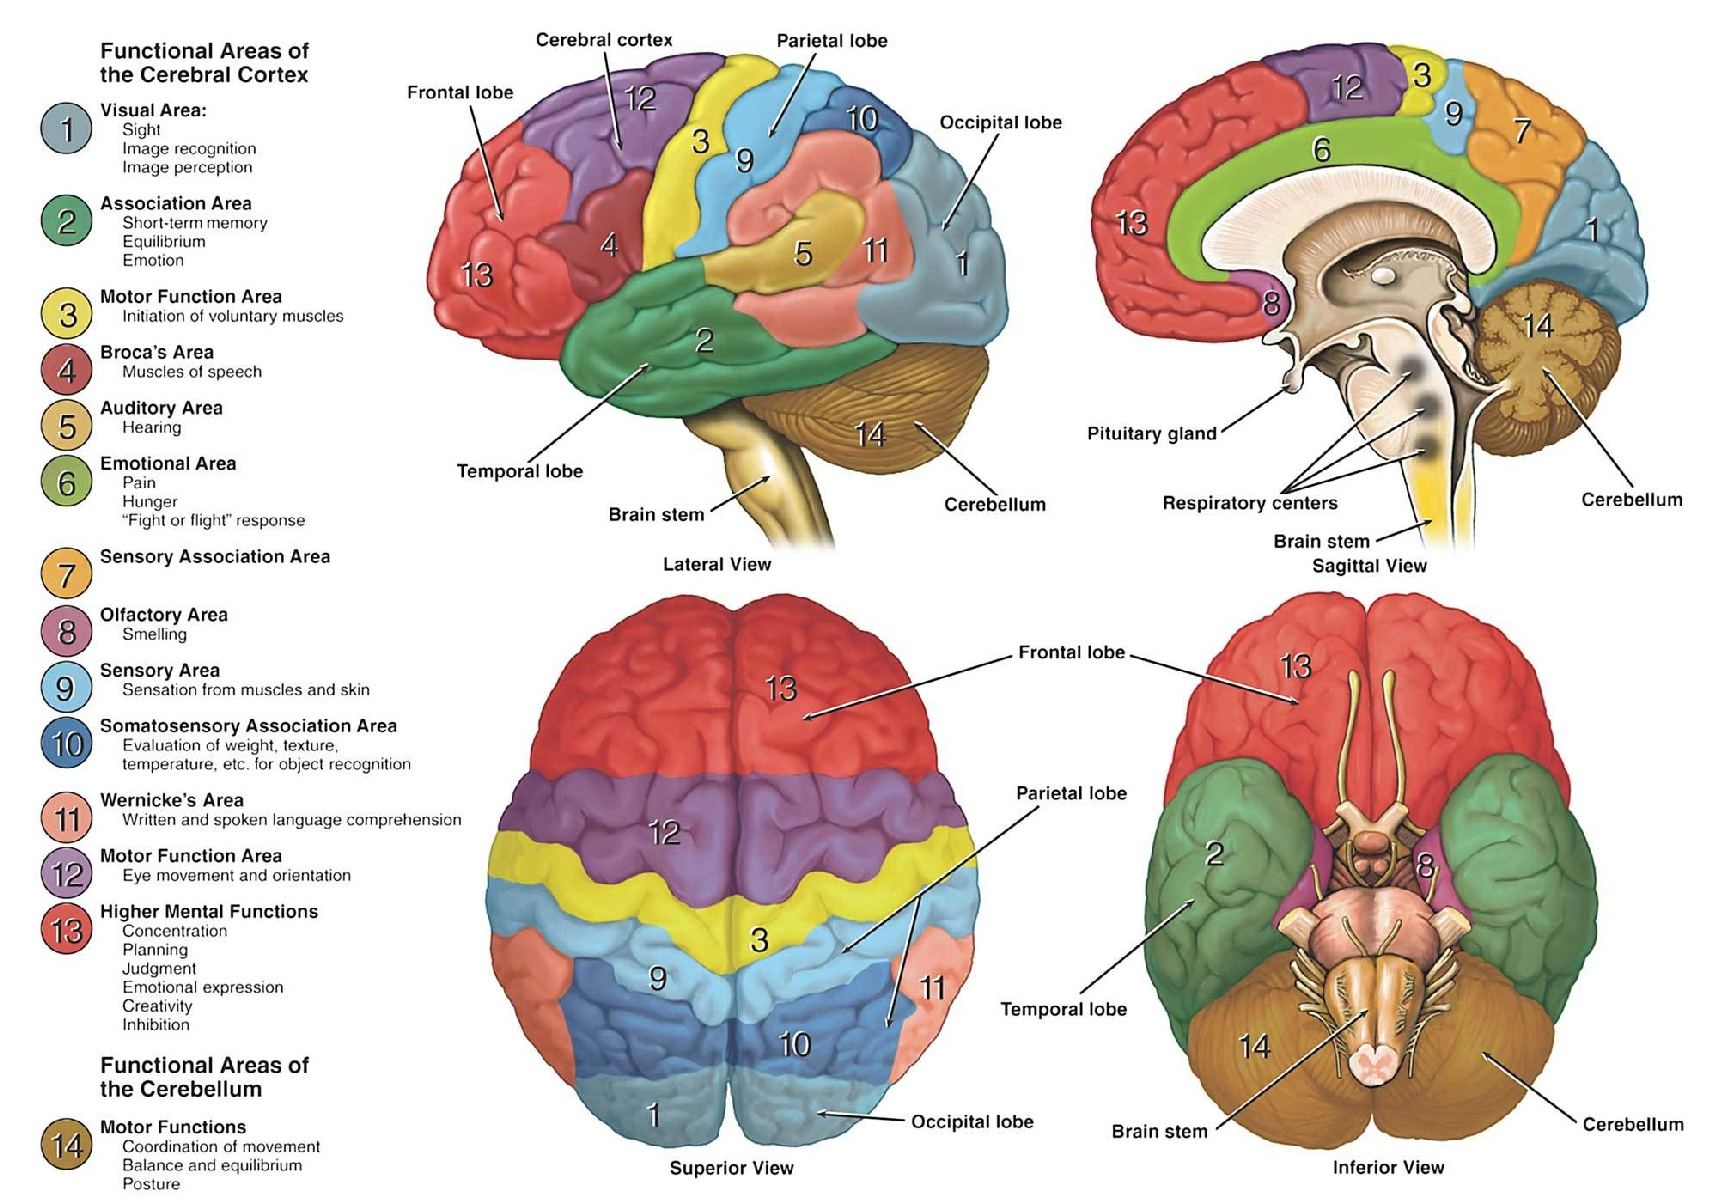 Functional Areas of
the Cerebral Cortex
1
Visual Area:
Sight
Image recognition
Image perception
2
Association Area
Short-term memory
Equilibrium
Emotion
3
Motor Function Area
Initiation of voluntary muscles
4
Broca's Area
Muscles of speech
5
Auditory Area
Hearing
6
Emotional Area
Pain
Hunger
“Fight or flight” response
7
Sensory Association Area
8
Olfactory Area
Smelling
9
Sensory Area
Sensation from muscles and skin
10
Somatosensory Association Area
Evaluation of weight, texture,
temperature, etc. for object recognition
11
Wernicke's Area
Written and spoken language comprehension
12
Motor Function Area
Eye movement and orientation
13
Higher Mental Functions
Concentration
Planning
Judgment
Emotional expression
Creativity
Inhibition
Functional Areas of
the Cerebellum
14
Motor Functions
Coordination of movement
Balance and equilibrium
Posture
Cerebral cortex
Parietal lobe
Frontal lobe
Occipital lobe
12
3
10
9
4
5
11
1
13
2
14
Temporal lobe
Brain stem
Cerebellum
Lateral View
12
3
9
7
6
13
1
8
14
Pituitary gland
Respiratory centers
Cerebellum
Brain stem
Sagittal View
13
Frontal lobe
12
Parietal lobe
3
9
11
10
1
Occipital lobe
Superior View
13
2
8
Temporal lobe
14
Brain stem
Cerebellum
Inferior View